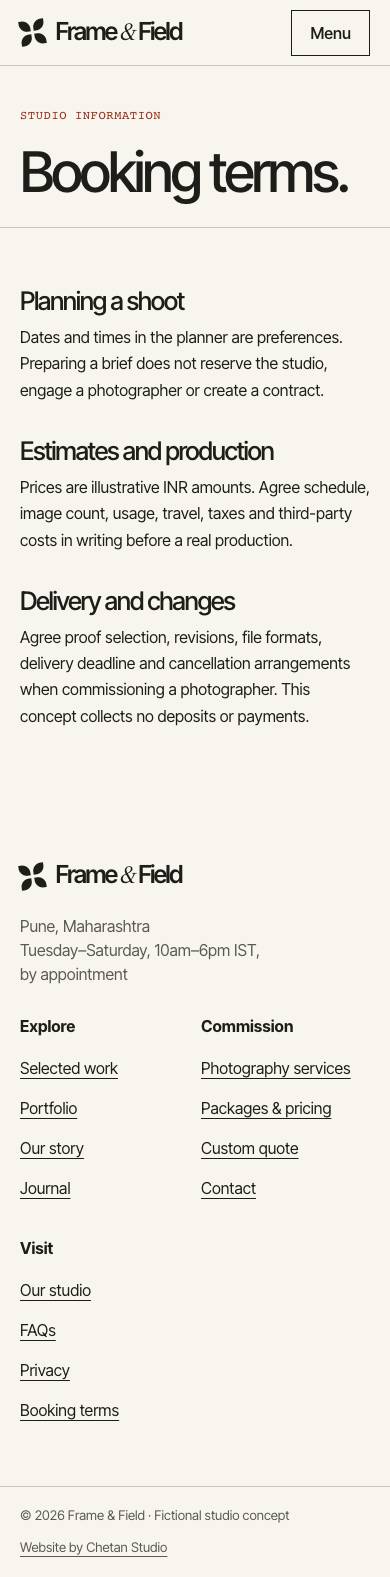 Frame & Field
Menu
STUDIO INFORMATION
Booking terms.
Planning a shoot
Dates and times in the planner are preferences.
Preparing a brief does not reserve the studio,
engage a photographer or create a contract.
Estimates and production
Prices are illustrative INR amounts. Agree schedule,
image count, usage, travel, taxes and third-party
costs in writing before a real production.
Delivery and changes
Agree proof selection, revisions, file formats,
delivery deadline and cancellation arrangements
when commissioning a photographer. This
concept collects no deposits or payments.
Frame & Field
Pune, Maharashtra
Tuesday–Saturday, 10am–6pm IST,
by appointment
Explore
Selected work
Portfolio
Our story
Journal
Commission
Photography services
Packages & pricing
Custom quote
Contact
Visit
Our studio
FAQs
Privacy
Booking terms
© 2026 Frame & Field · Fictional studio concept
Website by Chetan Studio